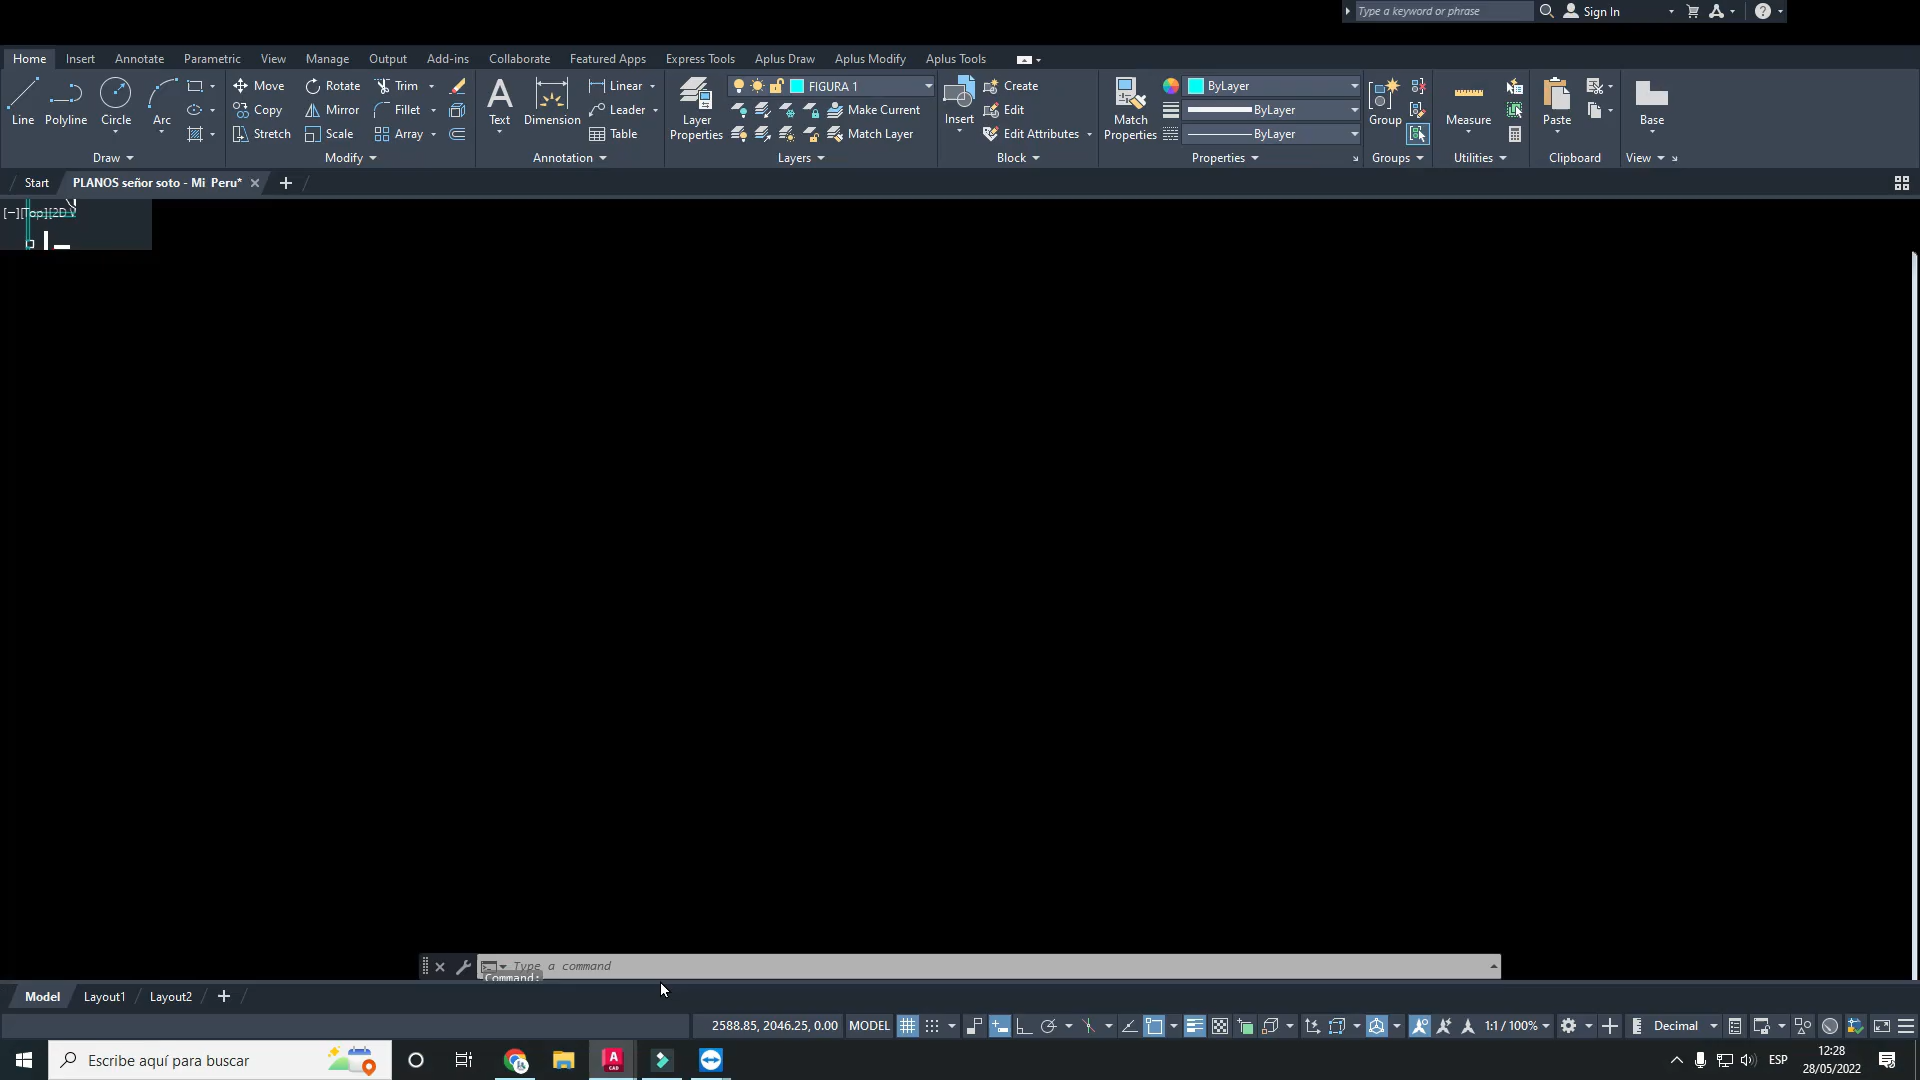 Type a keyword or phrase Sign In
Home Insert Annotate Parametric View Manage Output Add-ins Collaborate Featured Apps Express Tools Aplus Draw Aplus Modify Aplus Tools
Move Rotate Trim Linear FIGURA 1 Create ByLayer
Line Polyline Circle Arc Copy Mirror Fillet Text Dimension Leader Layer Properties Make Current Insert Edit Match Properties ByLayer Group Measure Paste Base
Stretch Scale Array Table Match Layer Edit Attributes ByLayer
Draw Modify Annotation Layers Block Properties Groups Utilities Clipboard View
Start PLANOS señor soto - Mi Peru*
[−][Top][2D
Type a command
Command:
Model Layout1 Layout2
2588.85, 2046.25, 0.00 MODEL 1:1 / 100% Decimal
Escribe aquí para buscar ESP 12:28
28/05/2022